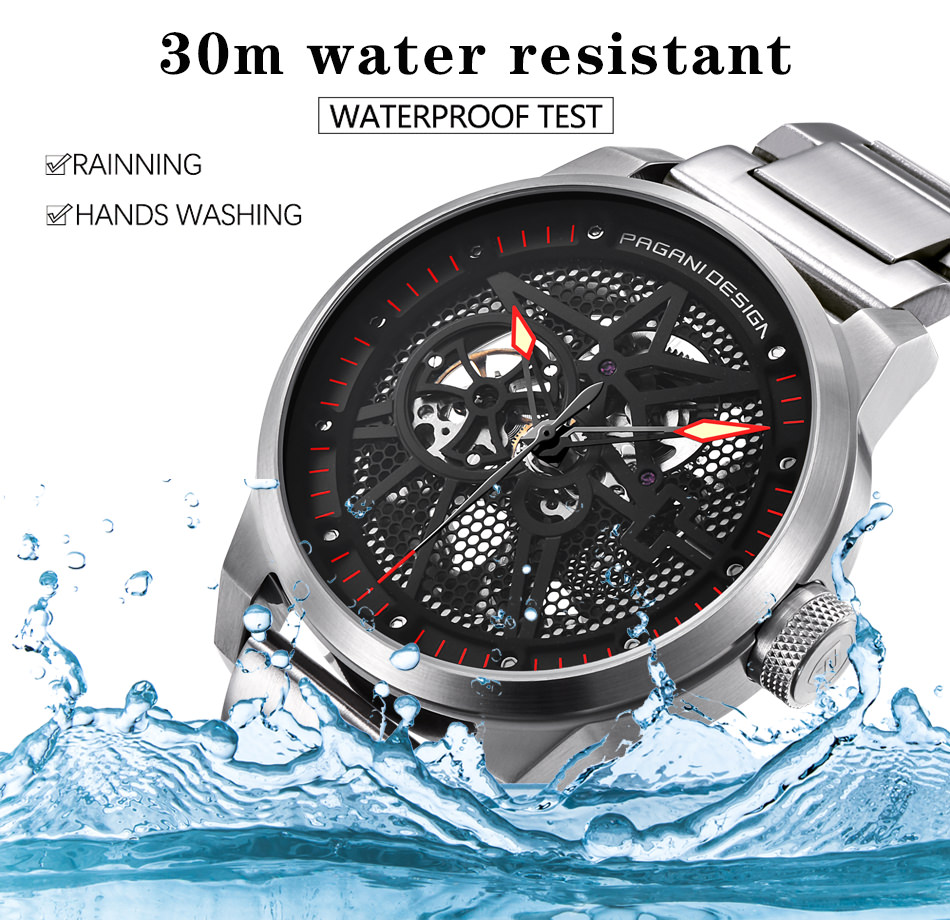 30m water resistant
WATERPROOF TEST
RAINNING
HANDS WASHING
PAGANI DESIGN